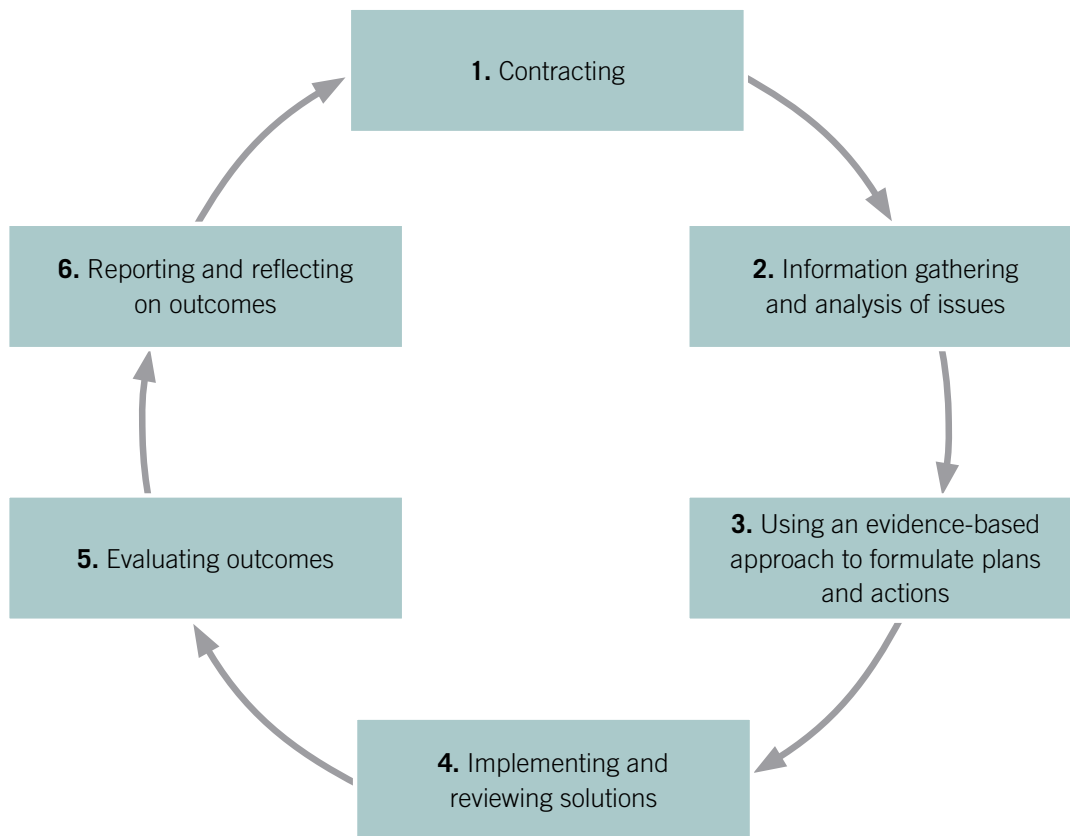 1. Contracting
2. Information gathering
and analysis of issues
3. Using an evidence-based
approach to formulate plans
and actions
4. Implementing and
reviewing solutions
5. Evaluating outcomes
6. Reporting and reflecting
on outcomes